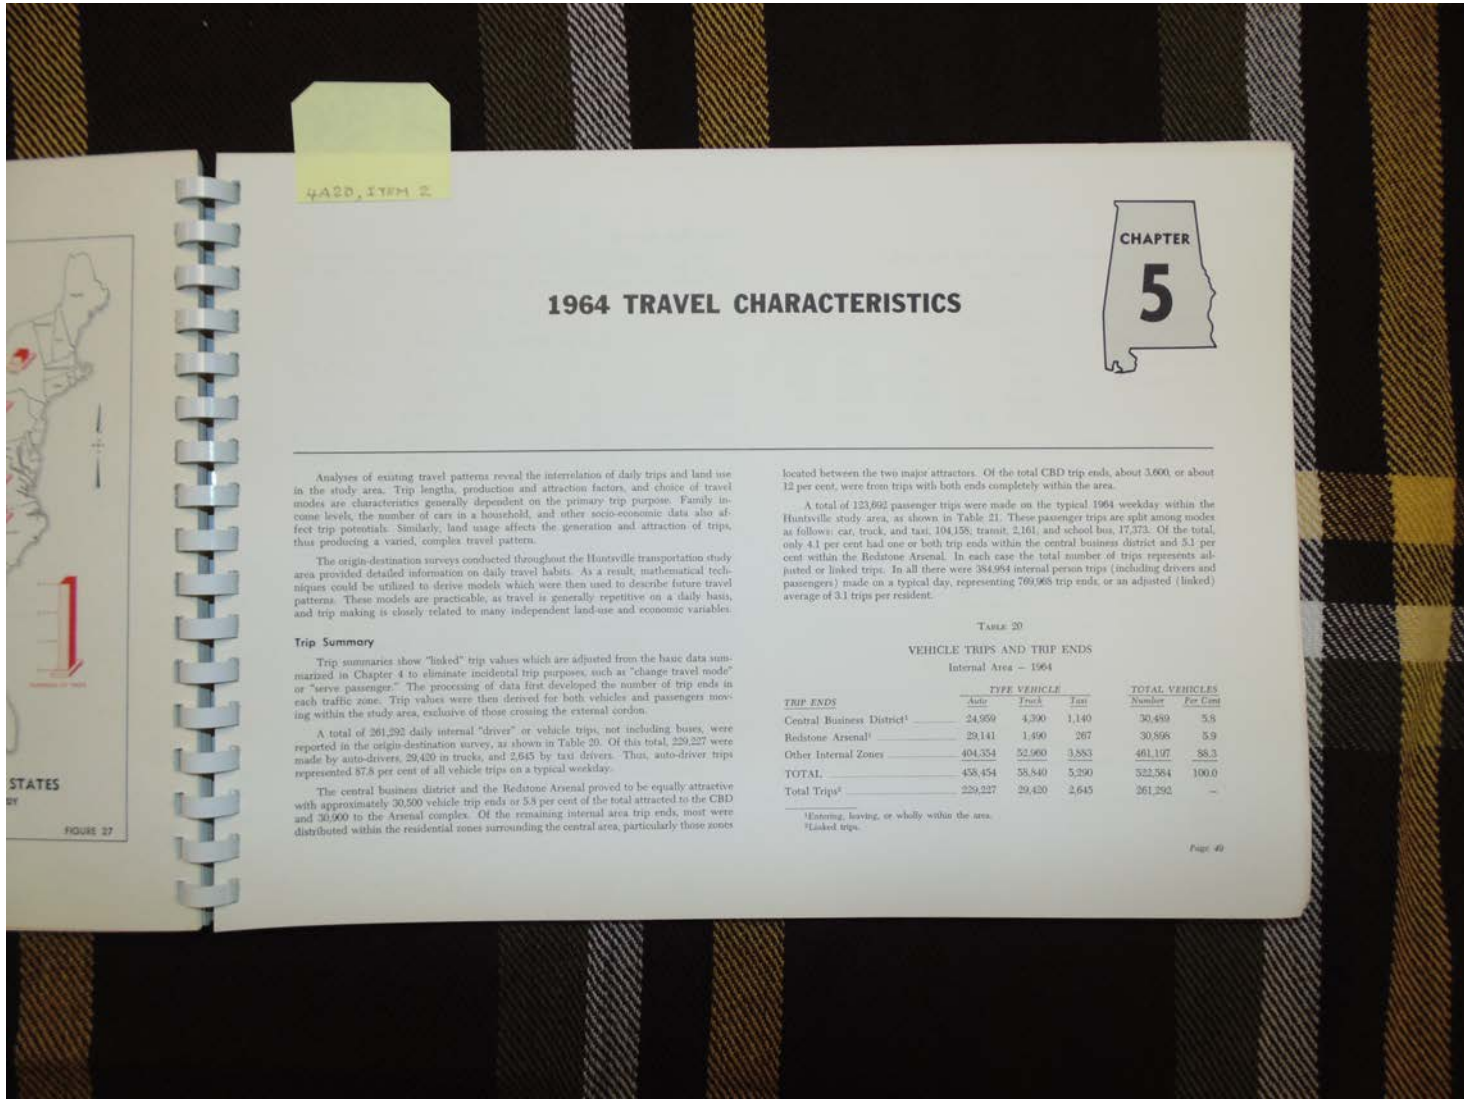 4A20, ITEM 2
CHAPTER
5
1964 TRAVEL CHARACTERISTICS
Analyses of existing travel patterns reveal the interrelation of daily trips and land use
in the study area. Trip lengths, production and attraction factors, and choice of travel
modes are characteristics generally dependent on the primary trip purpose. Family in-
come levels, the number of cars in a household, and other socio-economic data also af-
fect trip potentials. Similarly, land usage affects the generation and attraction of trips,
thus producing a varied, complex travel pattern.
The origin-destination surveys conducted throughout the Huntsville transportation study
area provided detailed information on daily travel habits. As a result, mathematical tech-
niques could be utilized to derive models which were then used to describe future travel
patterns. These models are practicable, as travel is generally repetitive on a daily basis,
and trip making is closely related to many independent land-use and economic variables.
Trip Summary
Trip summaries show "linked" trip values which are adjusted from the basic data sum-
marized in Chapter 4 to eliminate incidental trip purposes, such as "change travel mode"
or "serve passenger." The processing of data first developed the number of trip ends in
each traffic zone. Trip values were then derived for both vehicles and passengers mov-
ing within the study area, exclusive of those crossing the external cordon.
A total of 261,292 daily internal "driver" or vehicle trips, not including buses, were
reported in the origin-destination survey, as shown in Table 20. Of this total, 229,227 were
made by auto-drivers, 29,420 in trucks, and 2,645 by taxi drivers. Thus, auto-driver trips
represented 87.8 per cent of all vehicle trips on a typical weekday.
The central business district and the Redstone Arsenal proved to be equally attractive
with approximately 30,500 vehicle trip ends or 5.8 per cent of the total attracted to the CBD
and 30,900 to the Arsenal complex. Of the remaining internal area trip ends, most were
distributed within the residential zones surrounding the central area, particularly those zones
located between the two major attractors. Of the total CBD trip ends, about 3,600, or about
12 per cent, were from trips with both ends completely within the area.
A total of 123,692 passenger trips were made on the typical 1964 weekday within the
Huntsville study area, as shown in Table 21. These passenger trips are split among modes
as follows: car, truck, and taxi, 104,158; transit, 2,161, and school bus, 17,373. Of the total,
only 4.1 per cent had one or both trip ends within the central business district and 5.1 per
cent within the Redstone Arsenal. In each case the total number of trips represents ad-
justed or linked trips. In all there were 384,984 internal person trips (including drivers and
passengers) made on a typical day, representing 769,968 trip ends, or an adjusted (linked)
average of 3.1 trips per resident.
TABLE 20
VEHICLE TRIPS AND TRIP ENDS
Internal Area – 1964
TYPE VEHICLE TOTAL VEHICLES
TRIP ENDS Auto Truck Taxi Number Per Cent
Central Business District¹ 24,959 4,390 1,140 30,489 5.8
Redstone Arsenal¹ 29,141 1,490 267 30,898 5.9
Other Internal Zones 404,354 52,960 3,883 461,197 88.3
TOTAL 458,454 58,840 5,290 522,584 100.0
Total Trips² 229,227 29,420 2,645 261,292 –
¹Entering, leaving, or wholly within the area.
²Linked trips.
Page 49
STATES
FIGURE 27